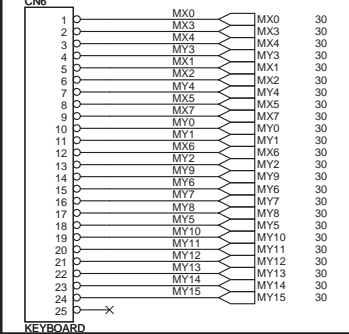 CN6
1 MX0 MX0 30
2 MX3 MX3 30
3 MX4 MX4 30
4 MY3 MY3 30
5 MX1 MX1 30
6 MX2 MX2 30
7 MY4 MY4 30
8 MX5 MX5 30
9 MX7 MX7 30
10 MY0 MY0 30
11 MY1 MY1 30
12 MX6 MX6 30
13 MY2 MY2 30
14 MY9 MY9 30
15 MY6 MY6 30
16 MY7 MY7 30
17 MY8 MY8 30
18 MY5 MY5 30
19 MY10 MY10 30
20 MY11 MY11 30
21 MY12 MY12 30
22 MY13 MY13 30
23 MY14 MY14 30
24 MY15 MY15 30
25
KEYBOARD